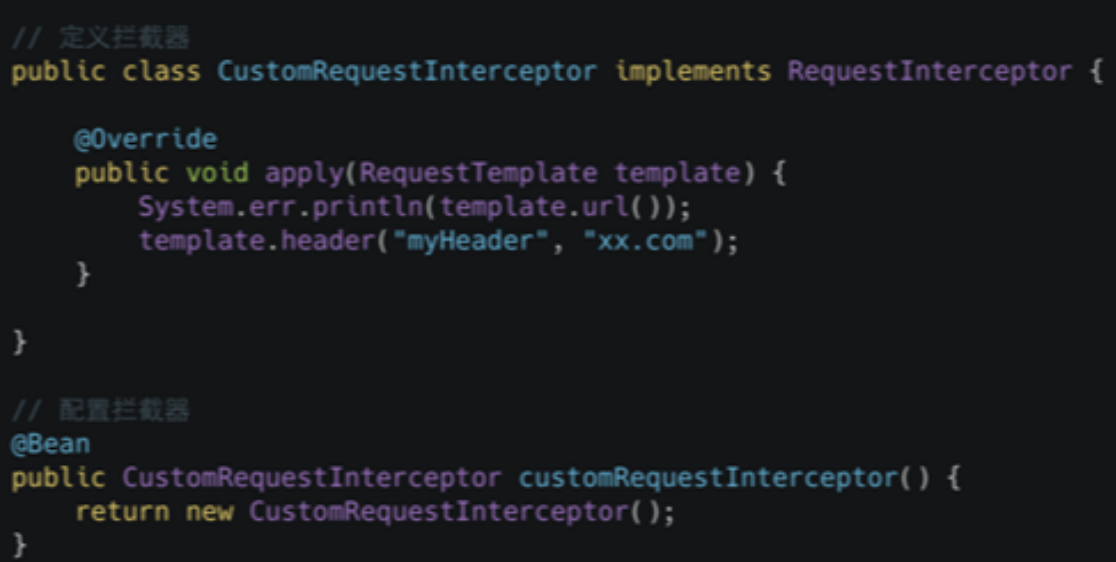 // 定义拦截器
public class CustomRequestInterceptor implements RequestInterceptor {
@Override
public void apply(RequestTemplate template) {
System.err.println(template.url());
template.header("myHeader", "xx.com");
}
}
// 配置拦截器
@Bean
public CustomRequestInterceptor customRequestInterceptor() {
return new CustomRequestInterceptor();
}